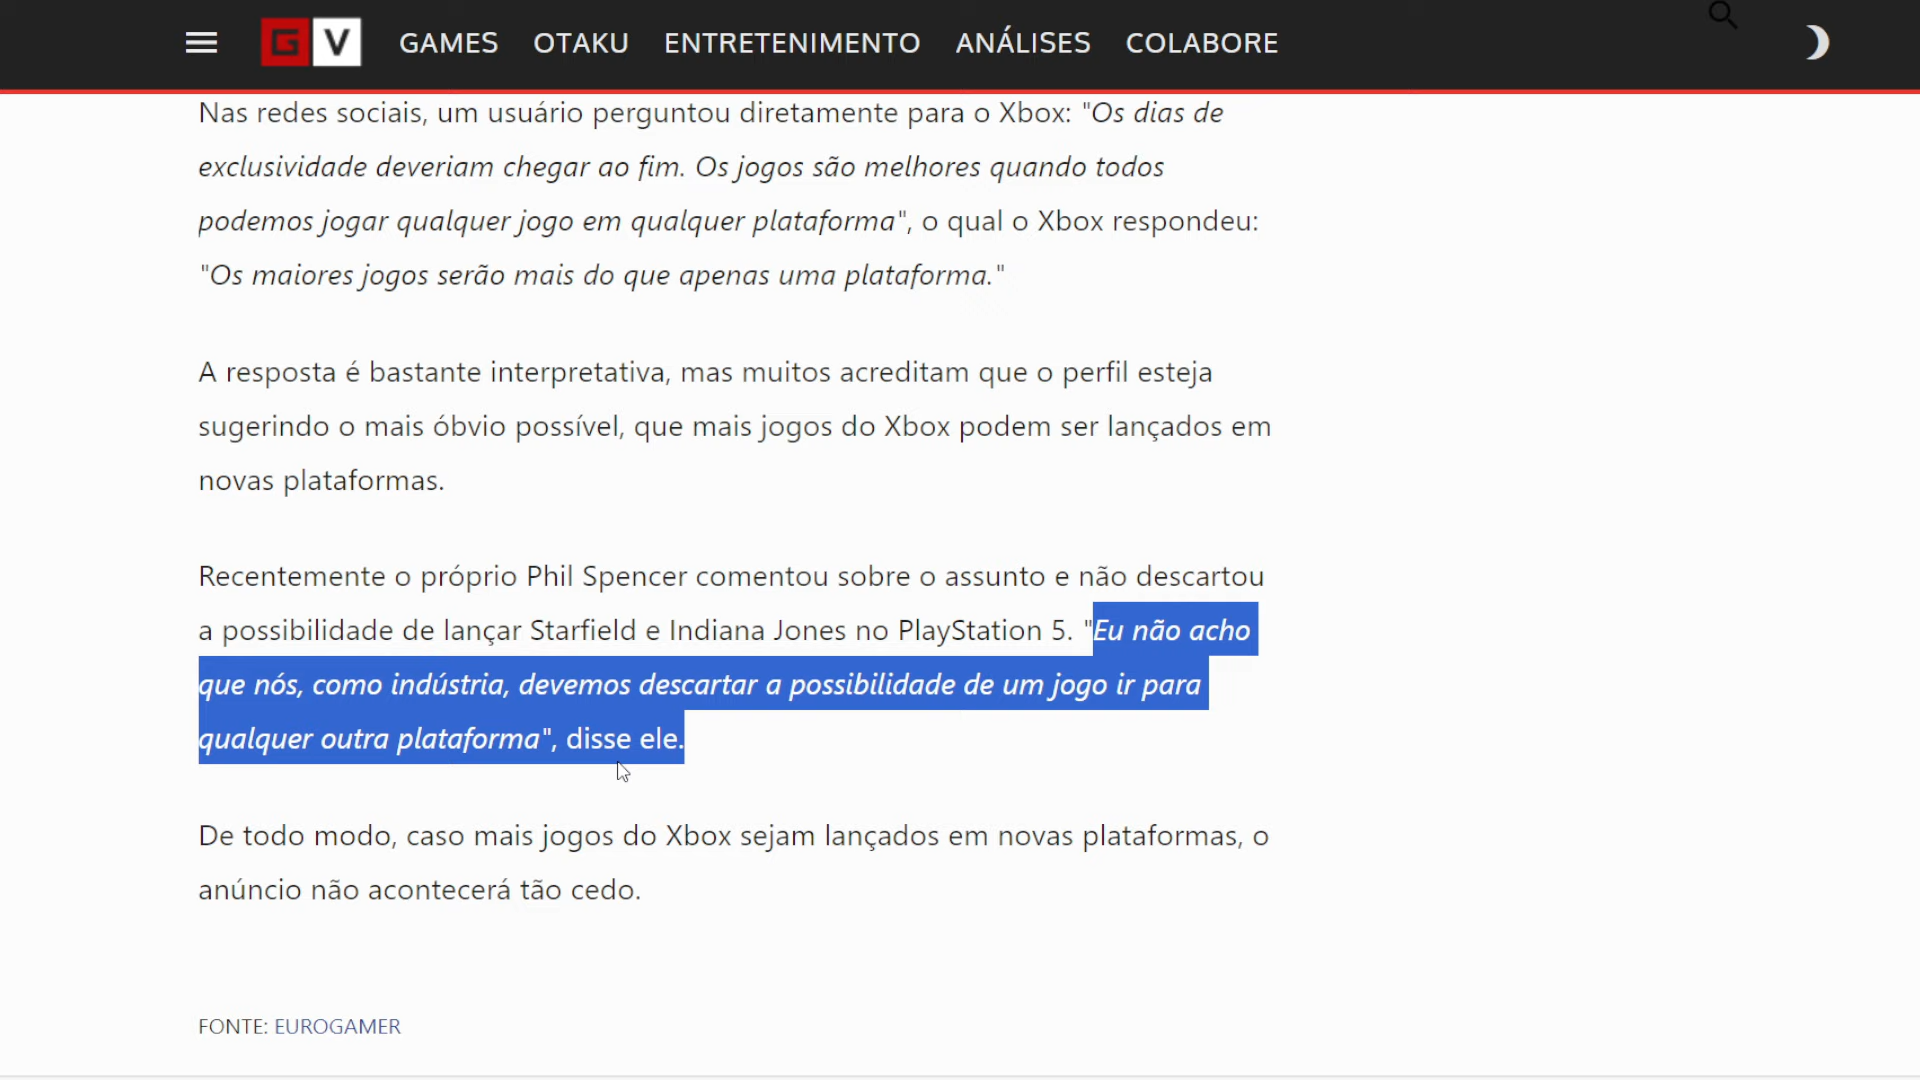 G V GAMES OTAKU ENTRETENIMENTO ANÁLISES COLABORE
Nas redes sociais, um usuário perguntou diretamente para o Xbox: "Os dias de
exclusividade deveriam chegar ao fim. Os jogos são melhores quando todos
podemos jogar qualquer jogo em qualquer plataforma", o qual o Xbox respondeu:
"Os maiores jogos serão mais do que apenas uma plataforma."
A resposta é bastante interpretativa, mas muitos acreditam que o perfil esteja
sugerindo o mais óbvio possível, que mais jogos do Xbox podem ser lançados em
novas plataformas.
Recentemente o próprio Phil Spencer comentou sobre o assunto e não descartou
a possibilidade de lançar Starfield e Indiana Jones no PlayStation 5. "Eu não acho
que nós, como indústria, devemos descartar a possibilidade de um jogo ir para
qualquer outra plataforma", disse ele.
De todo modo, caso mais jogos do Xbox sejam lançados em novas plataformas, o
anúncio não acontecerá tão cedo.
FONTE: EUROGAMER